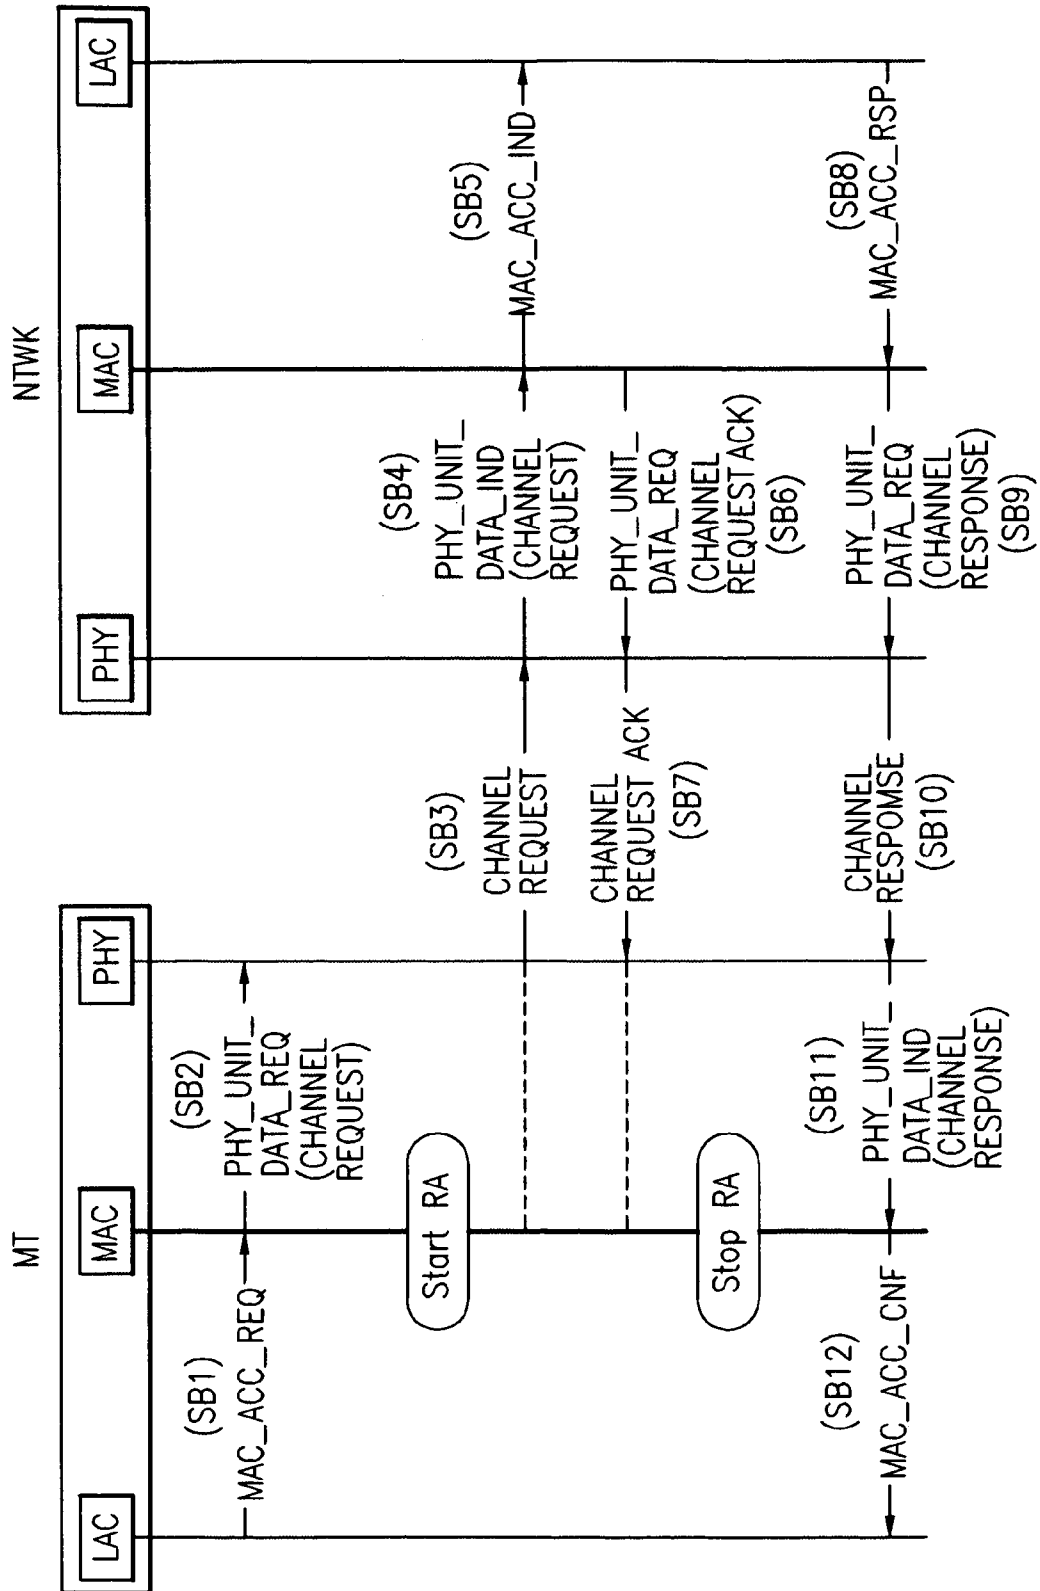 MT
NTWK
LAC
MAC
PHY
PHY
MAC
LAC
(SB1)
MAC_ACC_REQ
(SB2)
PHY_UNIT_
DATA_REQ
(CHANNEL
REQUEST)
Start RA
(SB3)
CHANNEL
REQUEST
(SB4)
PHY_UNIT_
DATA_IND
(CHANNEL
REQUEST)
(SB5)
MAC_ACC_IND
PHY_UNIT_
DATA_REQ
(CHANNEL
REQUEST ACK)
(SB6)
CHANNEL
REQUEST ACK
(SB7)
Stop RA
(SB8)
MAC_ACC_RSP
PHY_UNIT_
DATA_REQ
(CHANNEL
RESPONSE)
(SB9)
CHANNEL
RESPOMSE
(SB10)
(SB11)
PHY_UNIT_
DATA_IND
(CHANNEL
RESPONSE)
(SB12)
MAC_ACC_CNF